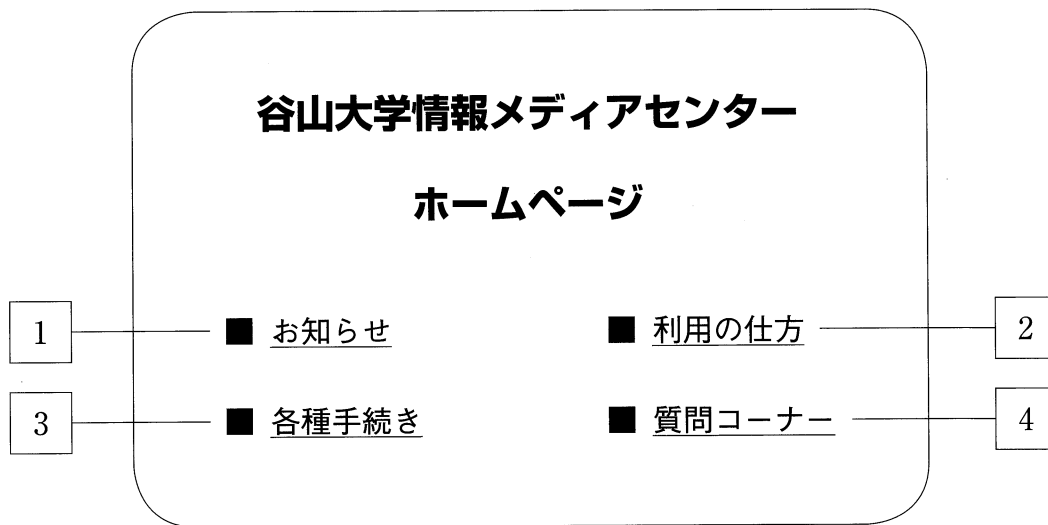 谷山大学情報メディアセンター
ホームページ
1 ■ お知らせ ■ 利用の仕方 2
3 ■ 各種手続き ■ 質問コーナー 4